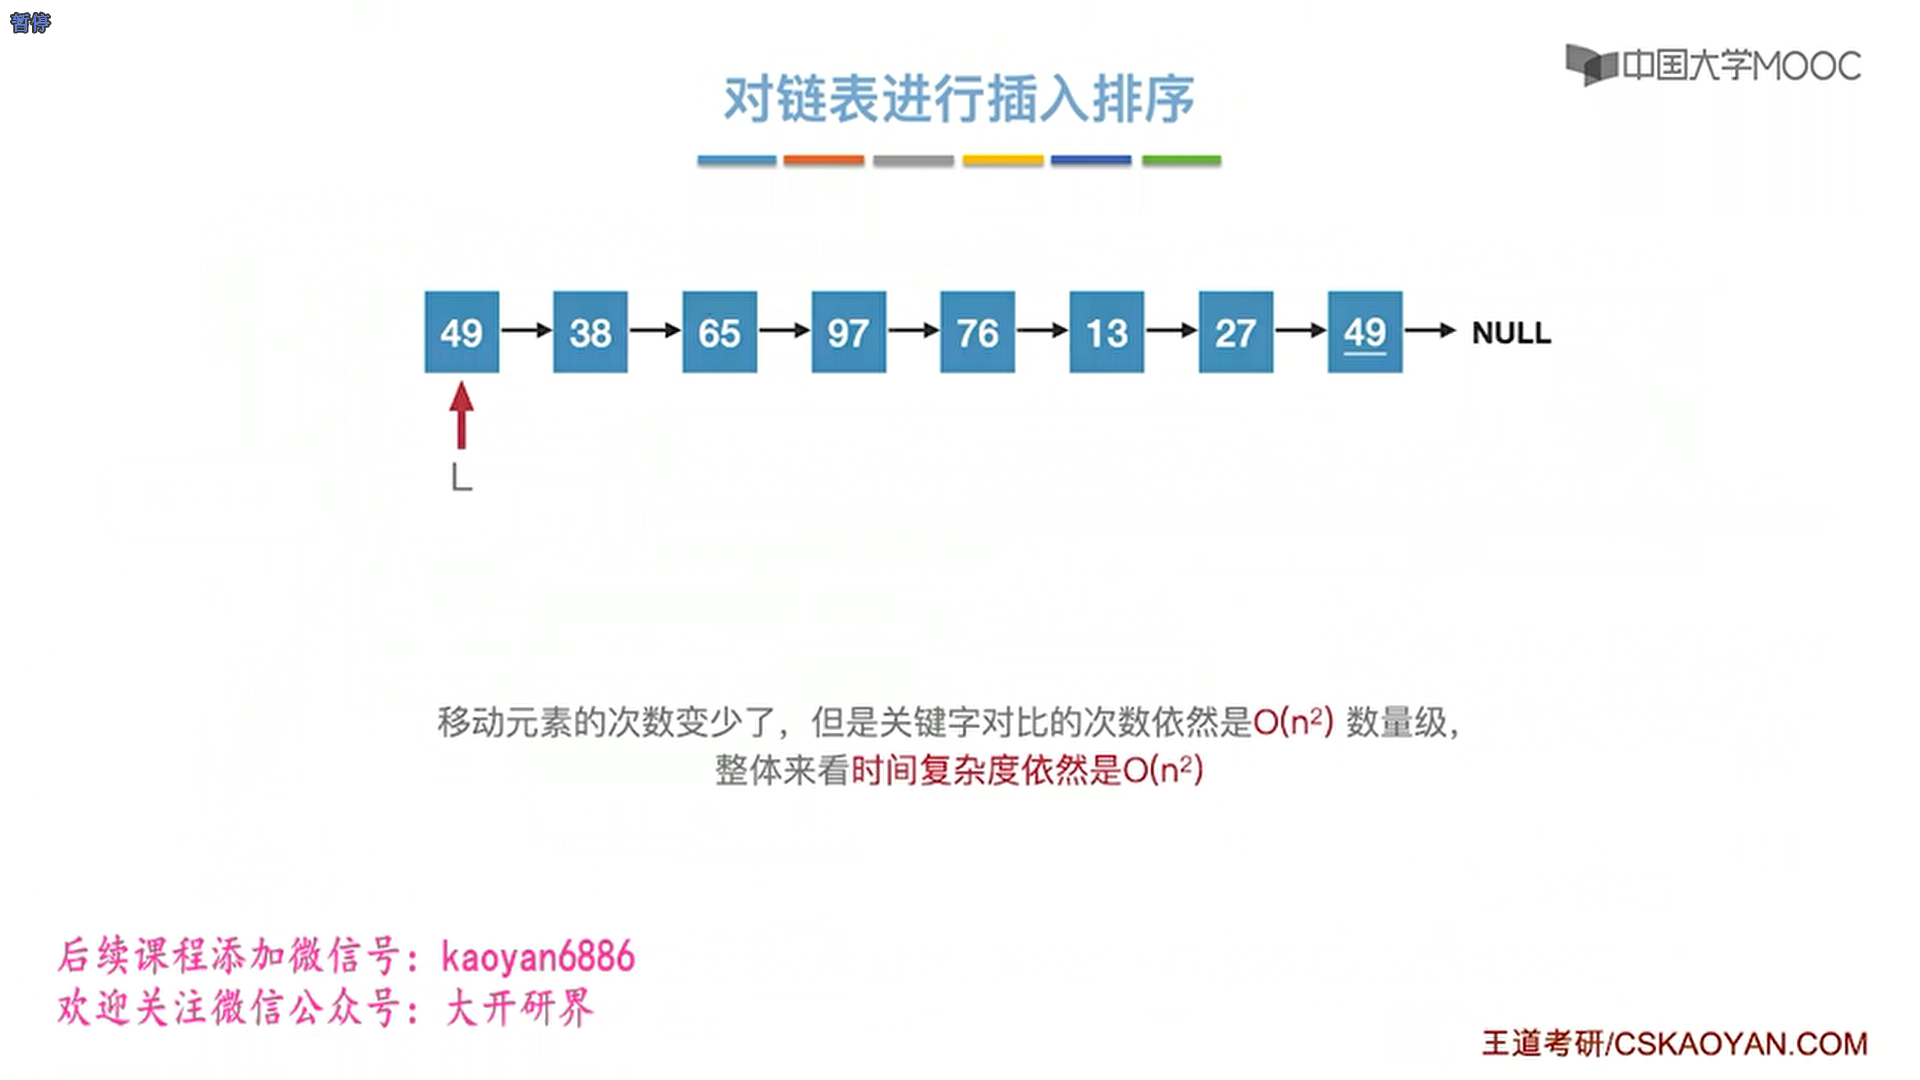 暂停
中国大学MOOC
对链表进行插入排序
49 38 65 97 76 13 27 49 NULL
L
移动元素的次数变少了，但是关键字对比的次数依然是O(n²) 数量级，
整体来看时间复杂度依然是O(n²)
后续课程添加微信号：kaoyan6886
欢迎关注微信公众号：大开研界
王道考研/CSKAOYAN.COM